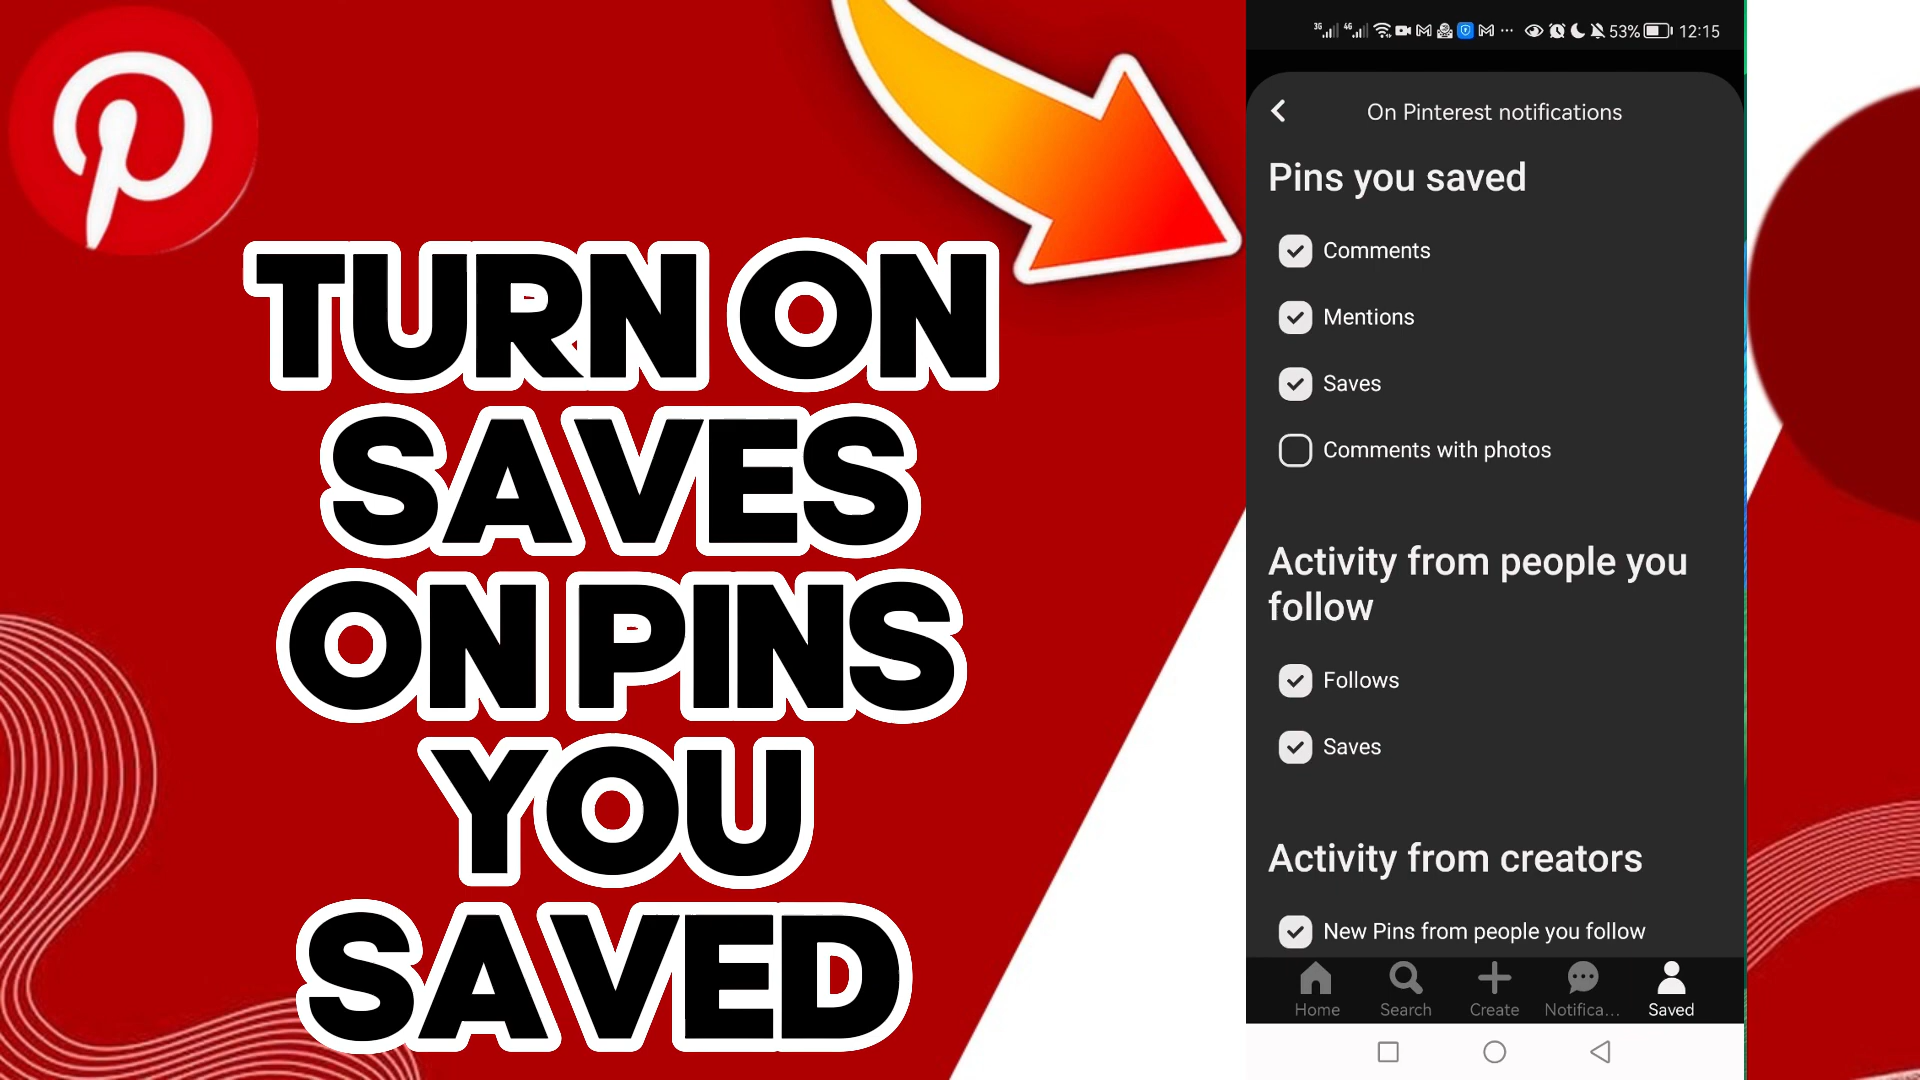 TURN ON
SAVES
ON PINS
YOU
SAVED
3G 4G 53% 12:15
On Pinterest notifications
Pins you saved
Comments
Mentions
Saves
Comments with photos
Activity from people you
follow
Follows
Saves
Activity from creators
New Pins from people you follow
Home Search Create Notifica... Saved